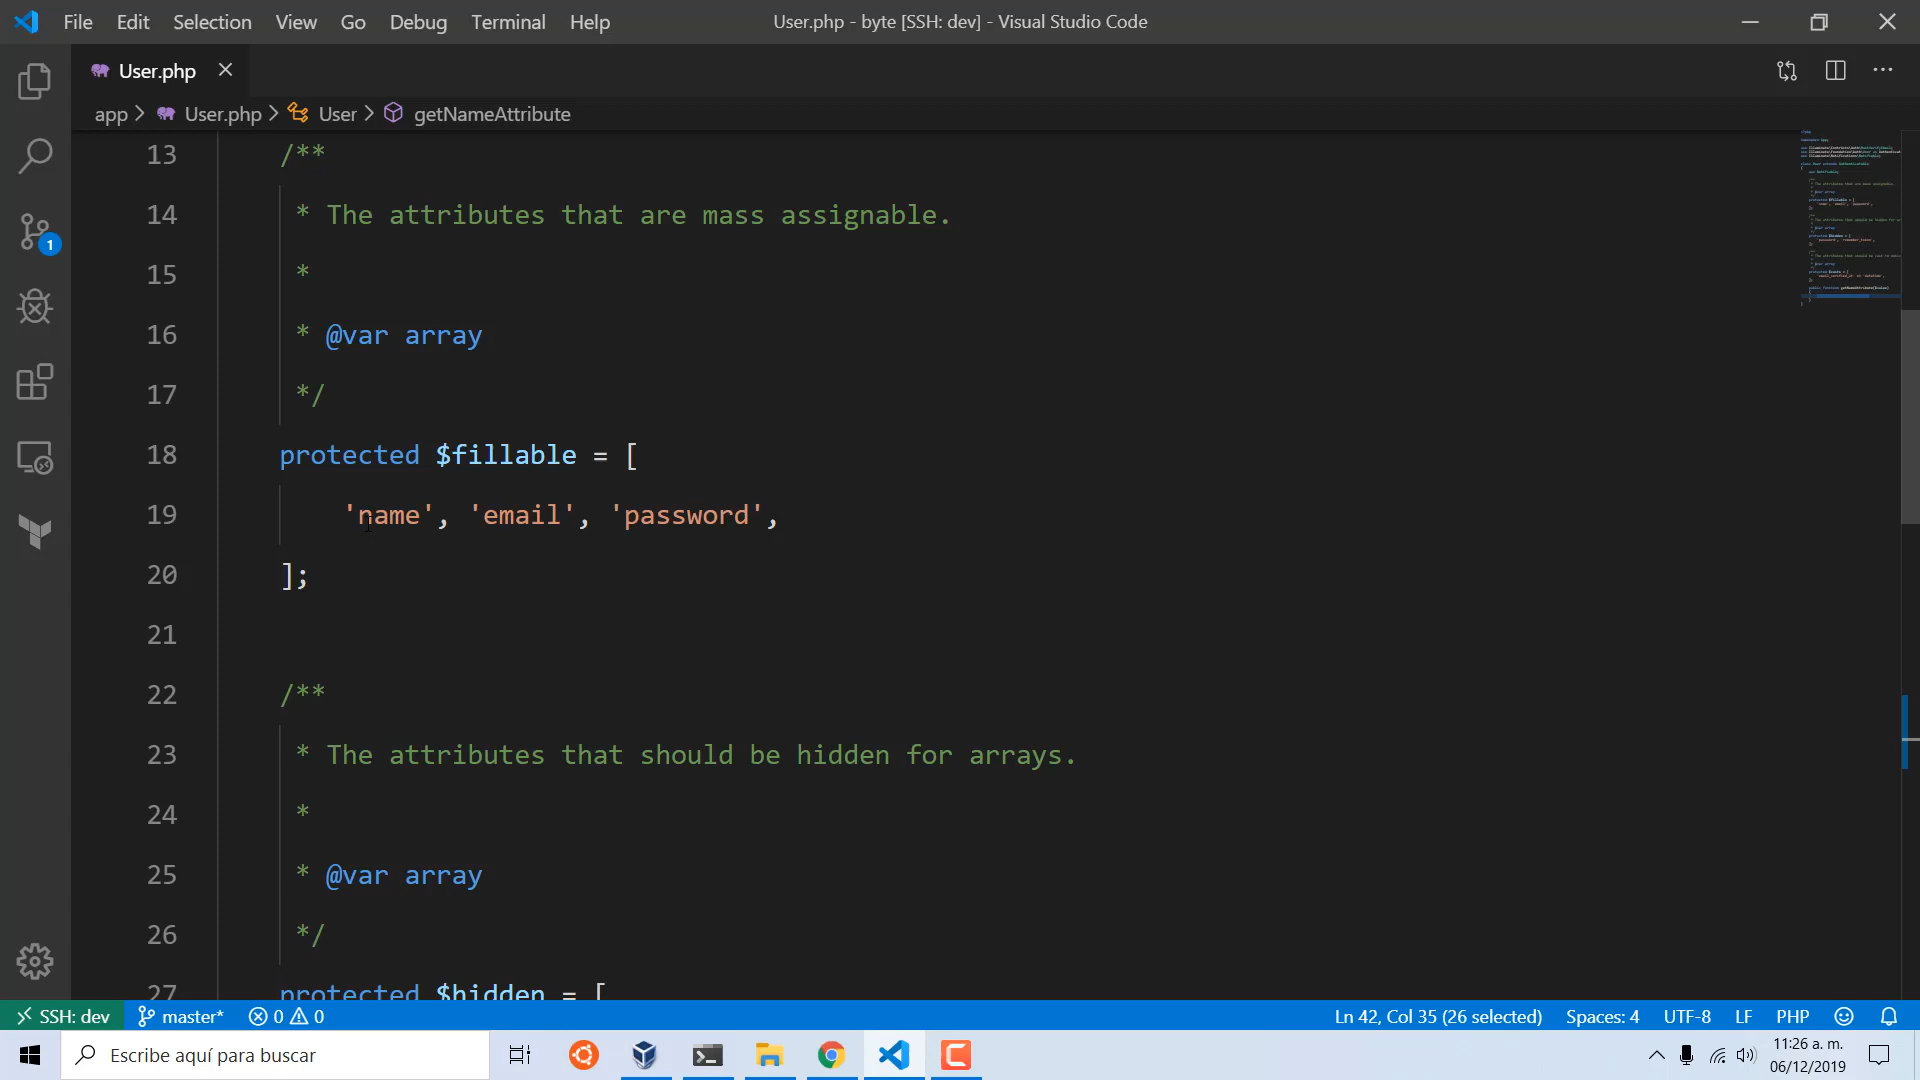 File Edit Selection View Go Debug Terminal Help User.php - byte [SSH: dev] - Visual Studio Code
User.php
app > User.php > User > getNameAttribute
13 /**
14 * The attributes that are mass assignable.
15 *
16 * @var array
17 */
18 protected $fillable = [
19 'name', 'email', 'password',
20 ];
21
22 /**
23 * The attributes that should be hidden for arrays.
24 *
25 * @var array
26 */
27 protected $hidden = [
1
SSH: dev master* 0 0 Ln 42, Col 35 (26 selected) Spaces: 4 UTF-8 LF PHP
Escribe aquí para buscar
11:26 a. m.
06/12/2019